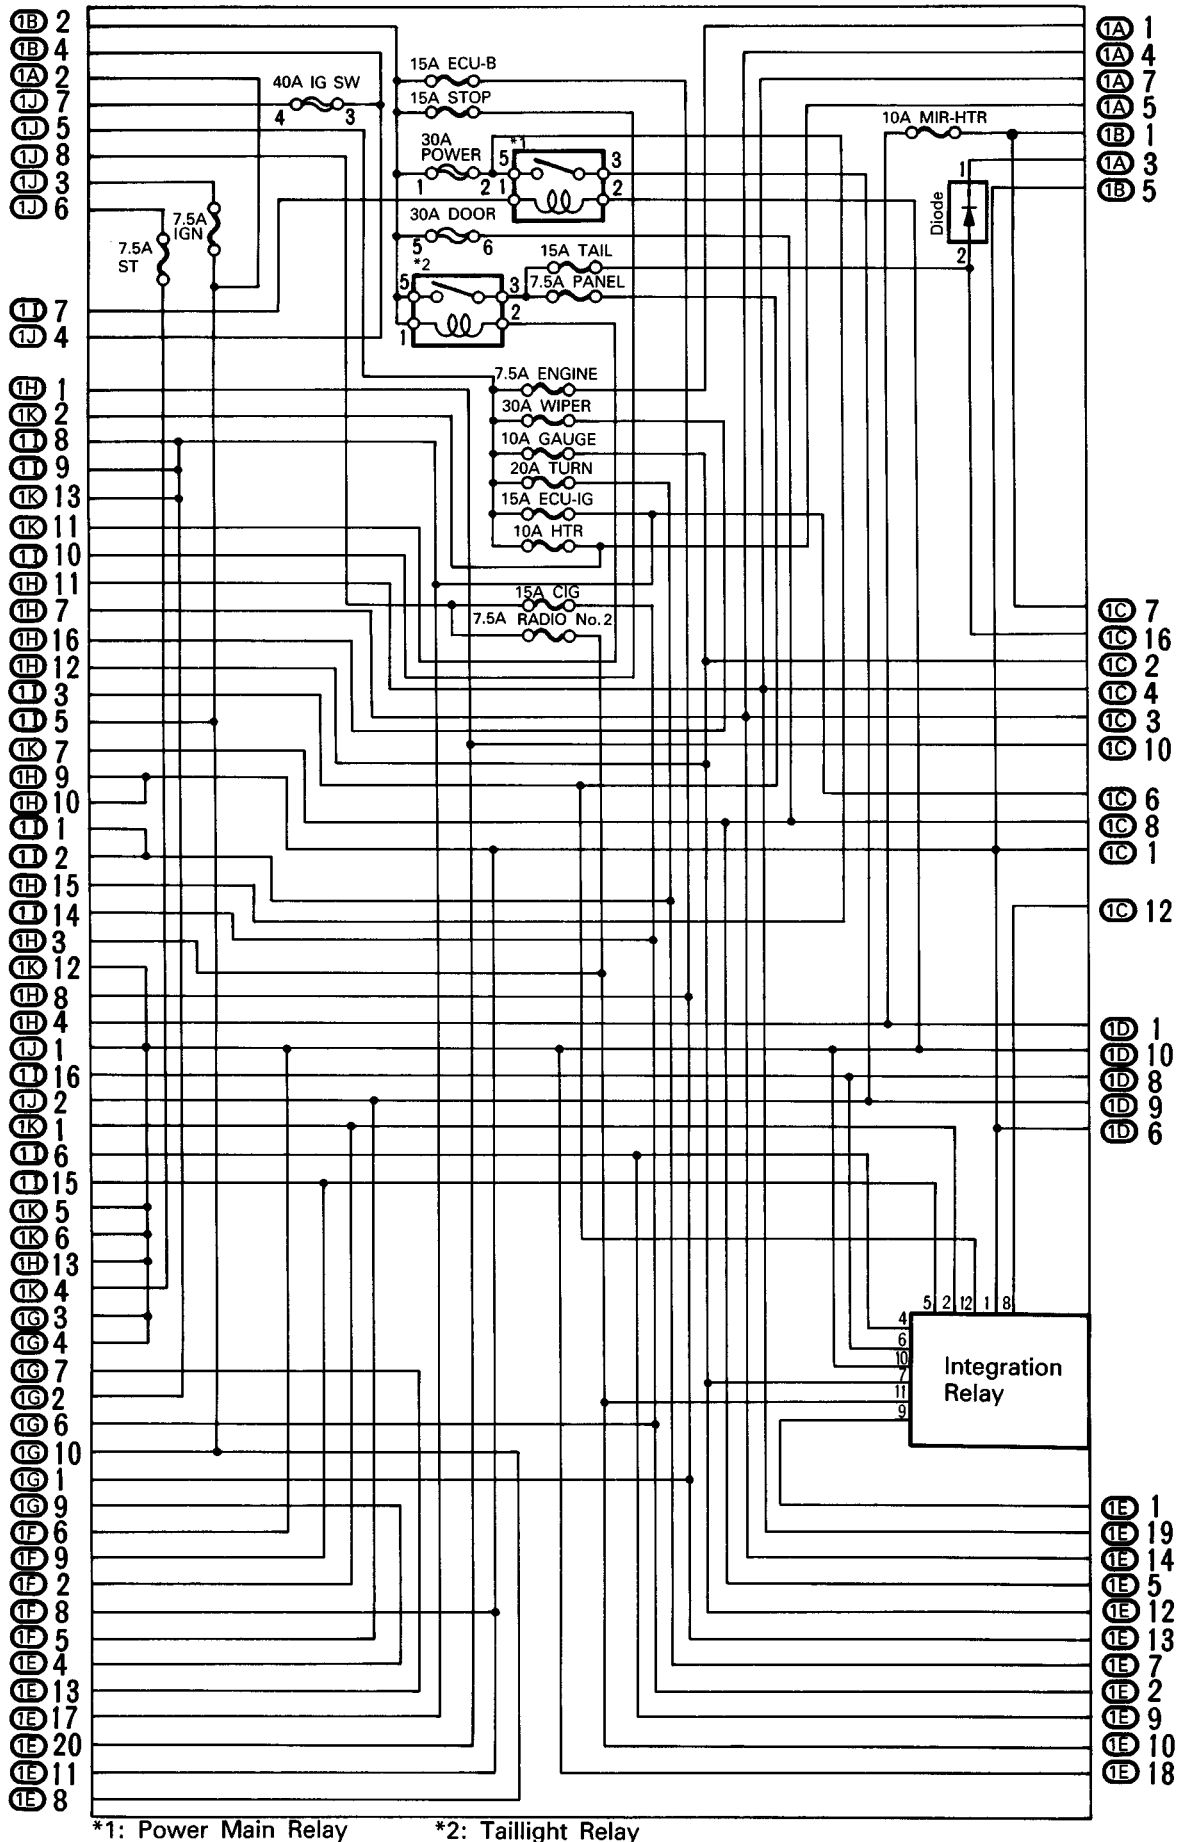 1B 2
1B 4
1A 2
1J 7
1J 5
1J 8
1J 3
1J 6
1I 7
1J 4
1H 1
1K 2
1I 8
1I 9
1K 13
1K 11
1I 10
1H 11
1H 7
1H 16
1H 12
1I 3
1I 5
1K 7
1H 9
1H 10
1I 1
1I 2
1H 15
1I 14
1H 3
1K 12
1H 8
1H 4
1J 1
1I 16
1J 2
1K 1
1I 6
1I 15
1K 5
1K 6
1H 13
1K 4
1G 3
1G 4
1G 7
1G 2
1G 6
1G 10
1G 1
1G 9
1F 6
1F 9
1F 2
1F 8
1F 5
1E 4
1E 13
1E 17
1E 20
1E 11
1E 8
40A IG SW
4 3
7.5A
IGN
7.5A
ST
15A ECU-B
15A STOP
30A
POWER
1 2
*1
5 3
1 2
30A DOOR
5 6
*2
5 3
1 2
15A TAIL
7.5A PANEL
7.5A ENGINE
30A WIPER
10A GAUGE
20A TURN
15A ECU-IG
10A HTR
15A CIG
7.5A RADIO No.2
10A MIR-HTR
1
Diode
2
1A 1
1A 4
1A 7
1A 5
1B 1
1A 3
1B 5
1C 7
1C 16
1C 2
1C 4
1C 3
1C 10
1C 6
1C 8
1C 1
1C 12
1D 1
1D 10
1D 8
1D 9
1D 6
5 2 12 1 8
4
6
10
7
11
9
Integration
Relay
1E 1
1E 19
1E 14
1E 5
1E 12
1E 13
1E 7
1E 2
1E 9
1E 10
1E 18
*1: Power Main Relay *2: Taillight Relay